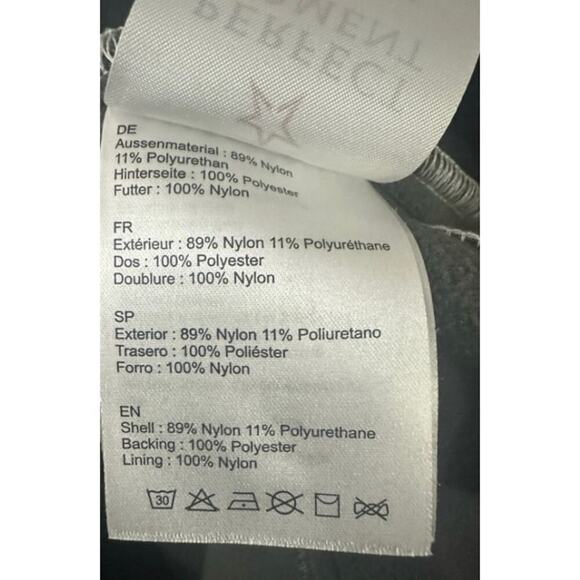 PERFECT
MOMENT
DE
Aussenmaterial : 89% Nylon
11% Polyurethan
Hinterseite : 100% Polyester
Futter : 100% Nylon
FR
Extérieur : 89% Nylon 11% Polyuréthane
Dos : 100% Polyester
Doublure : 100% Nylon
SP
Exterior : 89% Nylon 11% Poliuretano
Trasero : 100% Poliéster
Forro : 100% Nylon
EN
Shell : 89% Nylon 11% Polyurethane
Backing : 100% Polyester
Lining : 100% Nylon
30